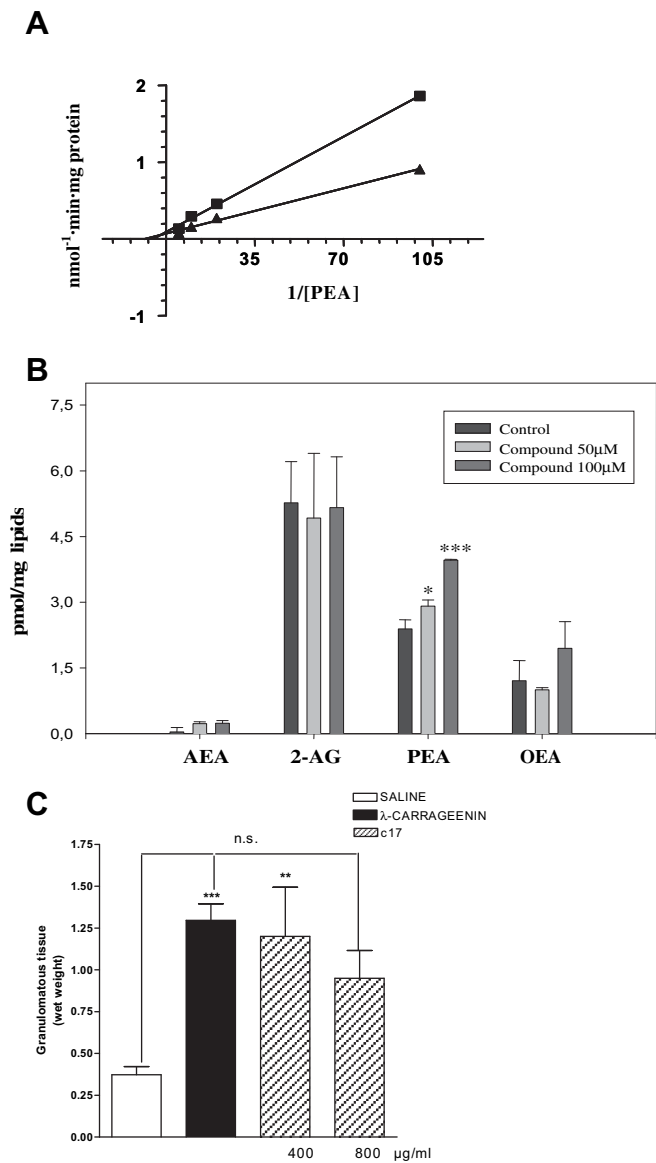 A
nmol-1·min·mg protein
2
1
-1
35 70 105
1/[PEA]
B
pmol/mg lipids
7,5
6,0
4,5
3,0
1,5
0,0
Control
Compound 50μM
Compound 100μM
* ***
AEA 2-AG PEA OEA
C
SALINE
λ-CARRAGEENIN
c17
n.s.
Granulomatous tissue
(wet weight)
1.75
1.50
1.25
1.00
0.75
0.50
0.25
0.00
*** **
400 800 μg/ml